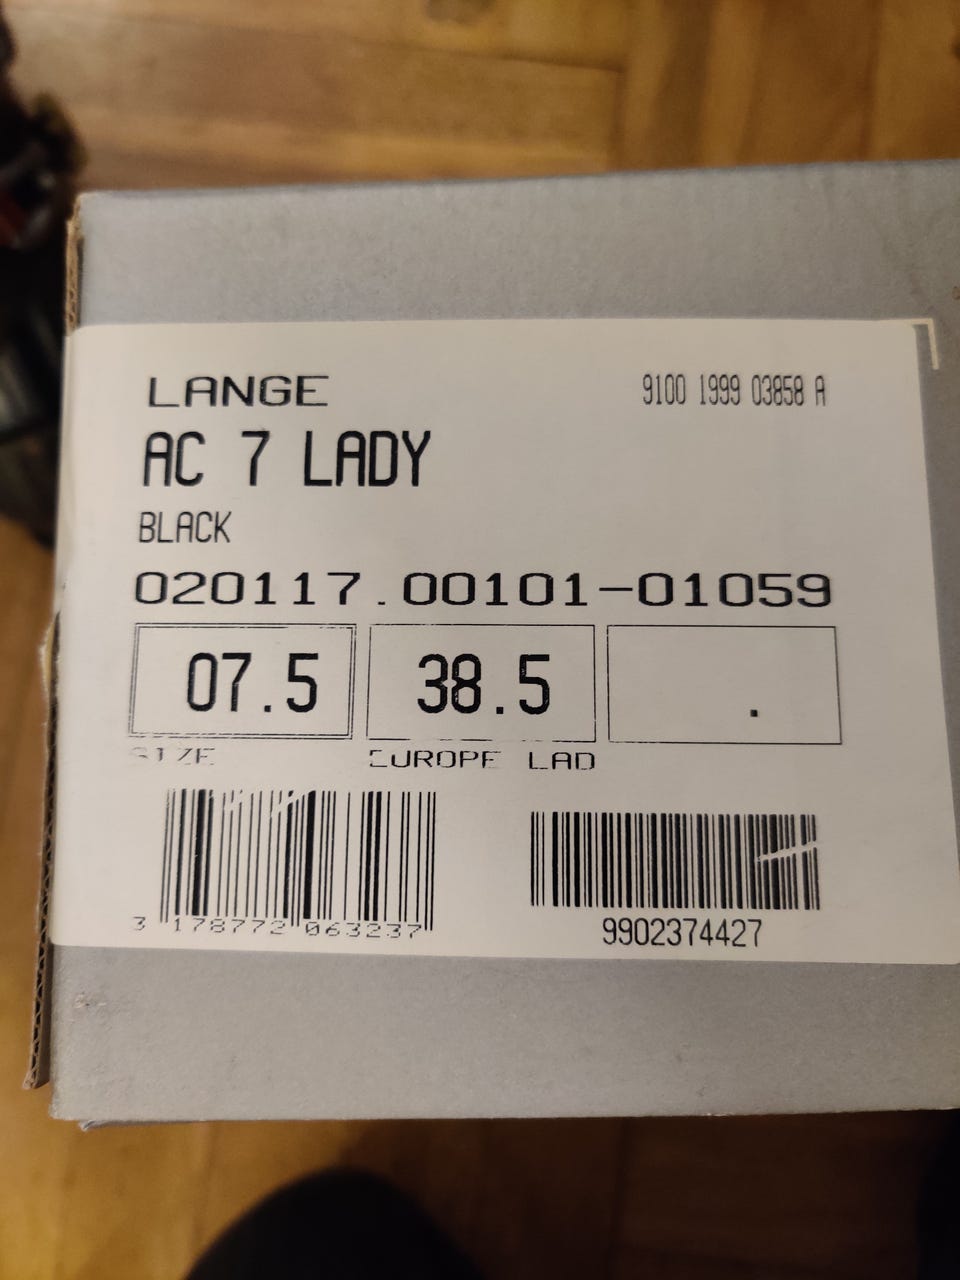 LANGE
9100 1999 03858 A
AC 7 LADY
BLACK
020117.00101-01059
07.5
38.5
.
SIZE
EUROPE LAD
3 178772 063237
9902374427